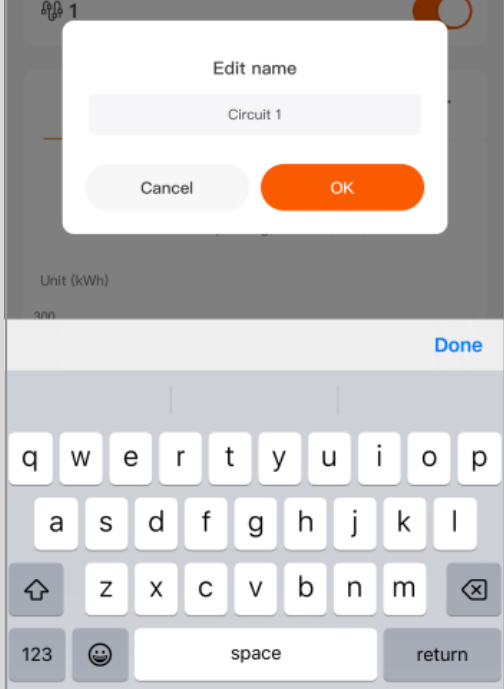 1
Edit name
Circuit 1
Cancel OK
Unit (kWh)
300
Done
q w e r t y u i o p
a s d f g h j k l
z x c v b n m
123 space return